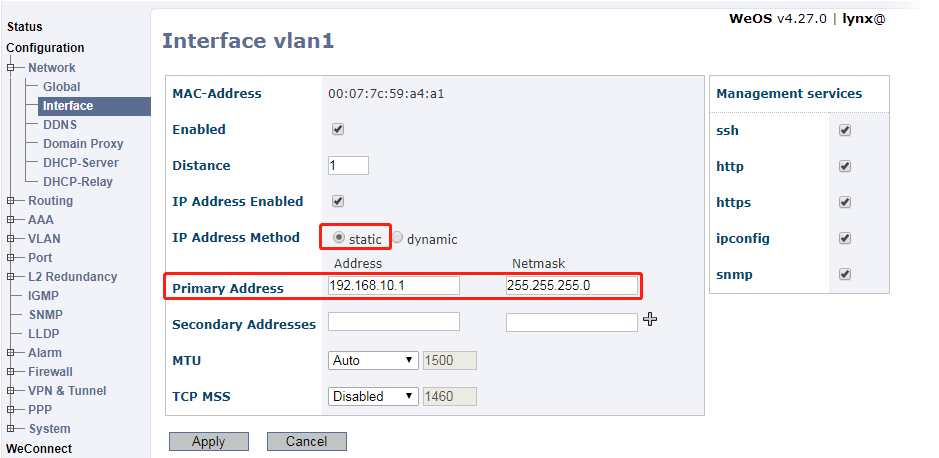 WeOS v4.27.0 | lynx@
Status
Configuration
Network
Global
Interface
DDNS
Domain Proxy
DHCP-Server
DHCP-Relay
Routing
AAA
VLAN
Port
L2 Redundancy
IGMP
SNMP
LLDP
Alarm
Firewall
VPN & Tunnel
PPP
System
WeConnect
Interface vlan1
MAC-Address 00:07:7c:59:a4:a1
Enabled
Distance 1
IP Address Enabled
IP Address Method static dynamic
Address Netmask
Primary Address 192.168.10.1 255.255.255.0
Secondary Addresses
MTU Auto 1500
TCP MSS Disabled 1460
Apply Cancel
Management services
ssh
http
https
ipconfig
snmp